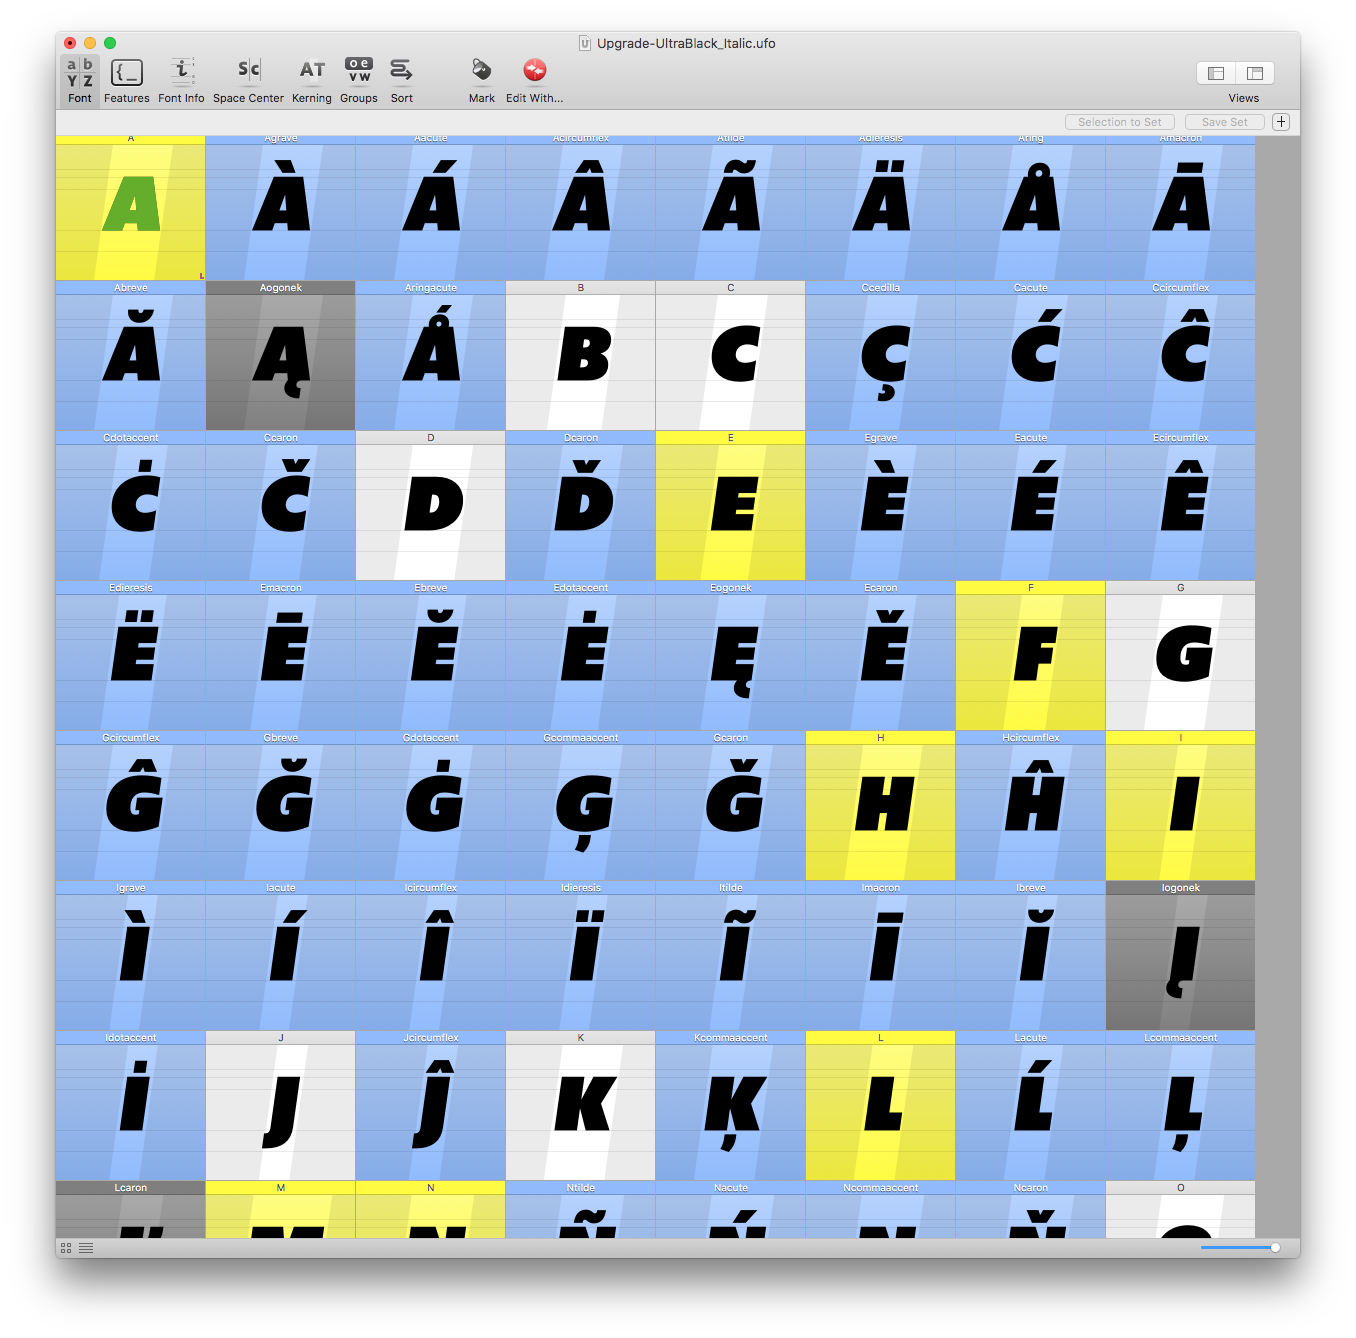 Upgrade-UltraBlack_Italic.ufo
a b
Y Z
{_
i
S c
AT
o e
v w
Font Features Font Info Space Center Kerning Groups Sort Mark Edit With... Views
Selection to Set Save Set +
A Agrave Aacute Acircumflex Atilde Adieresis Aring Amacron
A À Á Â Ã Ä Å Ā
L
Abreve Aogonek Aringacute B C Ccedilla Cacute Ccircumflex
Ă Ą Ǻ B C Ç Ć Ĉ
Cdotaccent Ccaron D Dcaron E Egrave Eacute Ecircumflex
Ċ Č D Ď E È É Ê
Edieresis Emacron Ebreve Edotaccent Eogonek Ecaron F G
Ë Ē Ĕ Ė Ę Ě F G
Gcircumflex Gbreve Gdotaccent Gcommaaccent Gcaron H Hcircumflex I
Ĝ Ğ Ġ Ģ Ǧ H Ĥ I
Igrave Iacute Icircumflex Idieresis Itilde Imacron Ibreve Iogonek
Ì Í Î Ï Ĩ Ī Ĭ Į
Idotaccent J Jcircumflex K Kcommaaccent L Lacute Lcommaaccent
İ J Ĵ K Ķ L Ĺ Ļ
Lcaron M N Ntilde Nacute Ncommaaccent Ncaron O